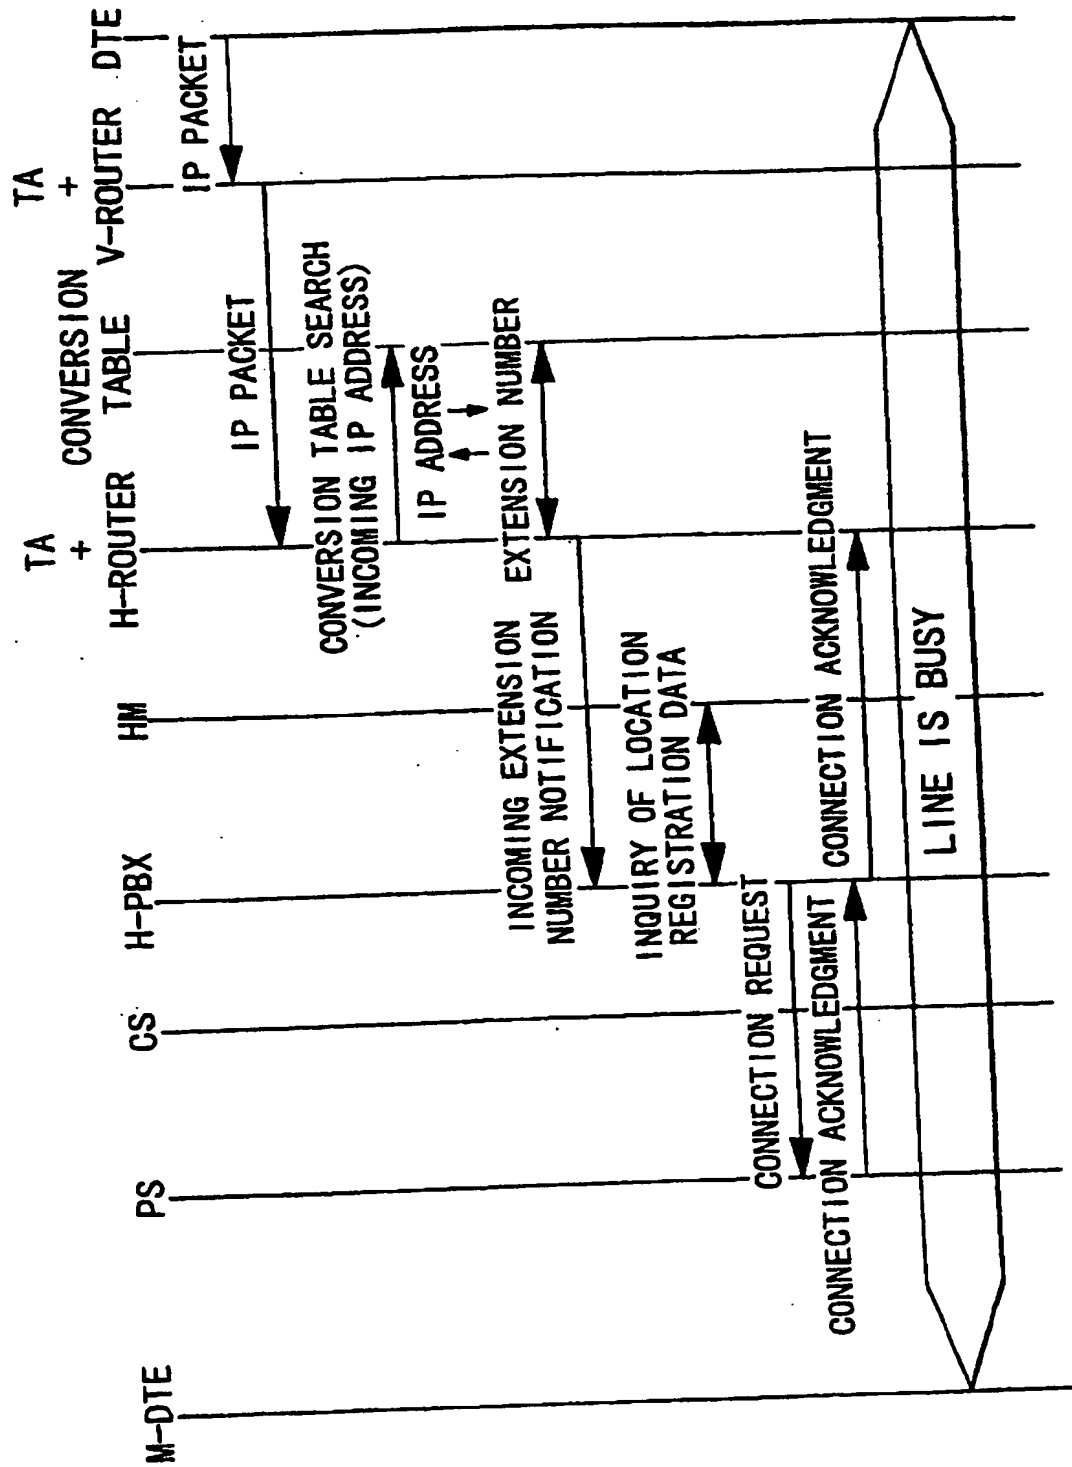 M-DTE
PS
CS
H-PBX
HM
TA
+
H-ROUTER
CONVERSION
TABLE
TA
+
V-ROUTER
DTE
IP PACKET
IP PACKET
CONVERSION TABLE SEARCH
(INCOMING IP ADDRESS)
IP ADDRESS
EXTENSION NUMBER
INCOMING EXTENSION
NUMBER NOTIFICATION
INQUIRY OF LOCATION
REGISTRATION DATA
CONNECTION REQUEST
CONNECTION ACKNOWLEDGMENT
CONNECTION ACKNOWLEDGMENT
LINE IS BUSY